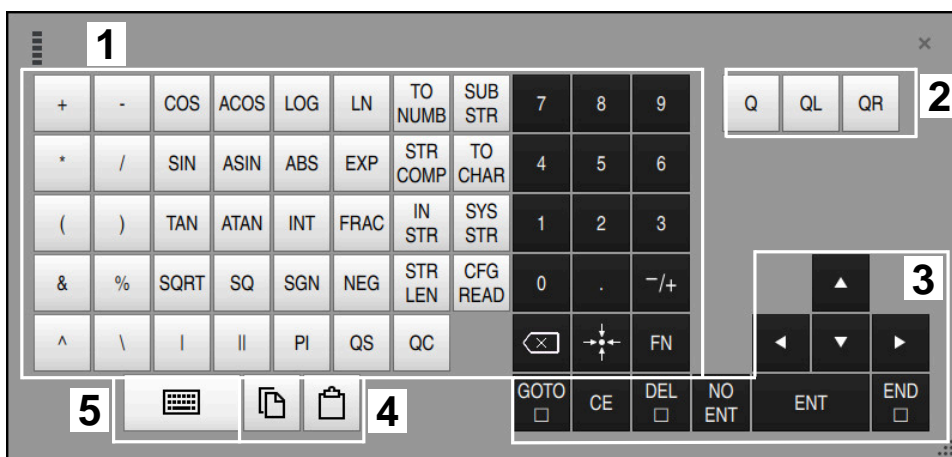 1
×
+ - COS ACOS LOG LN TO NUMB SUB STR 7 8 9 Q QL QR 2
* / SIN ASIN ABS EXP STR COMP TO CHAR 4 5 6
( ) TAN ATAN INT FRAC IN STR SYS STR 1 2 3
& % SQRT SQ SGN NEG STR LEN CFG READ 0 . −/+ 3
^ \ | || PI QS QC FN
5 4 GOTO □ CE DEL □ NO ENT ENT END □